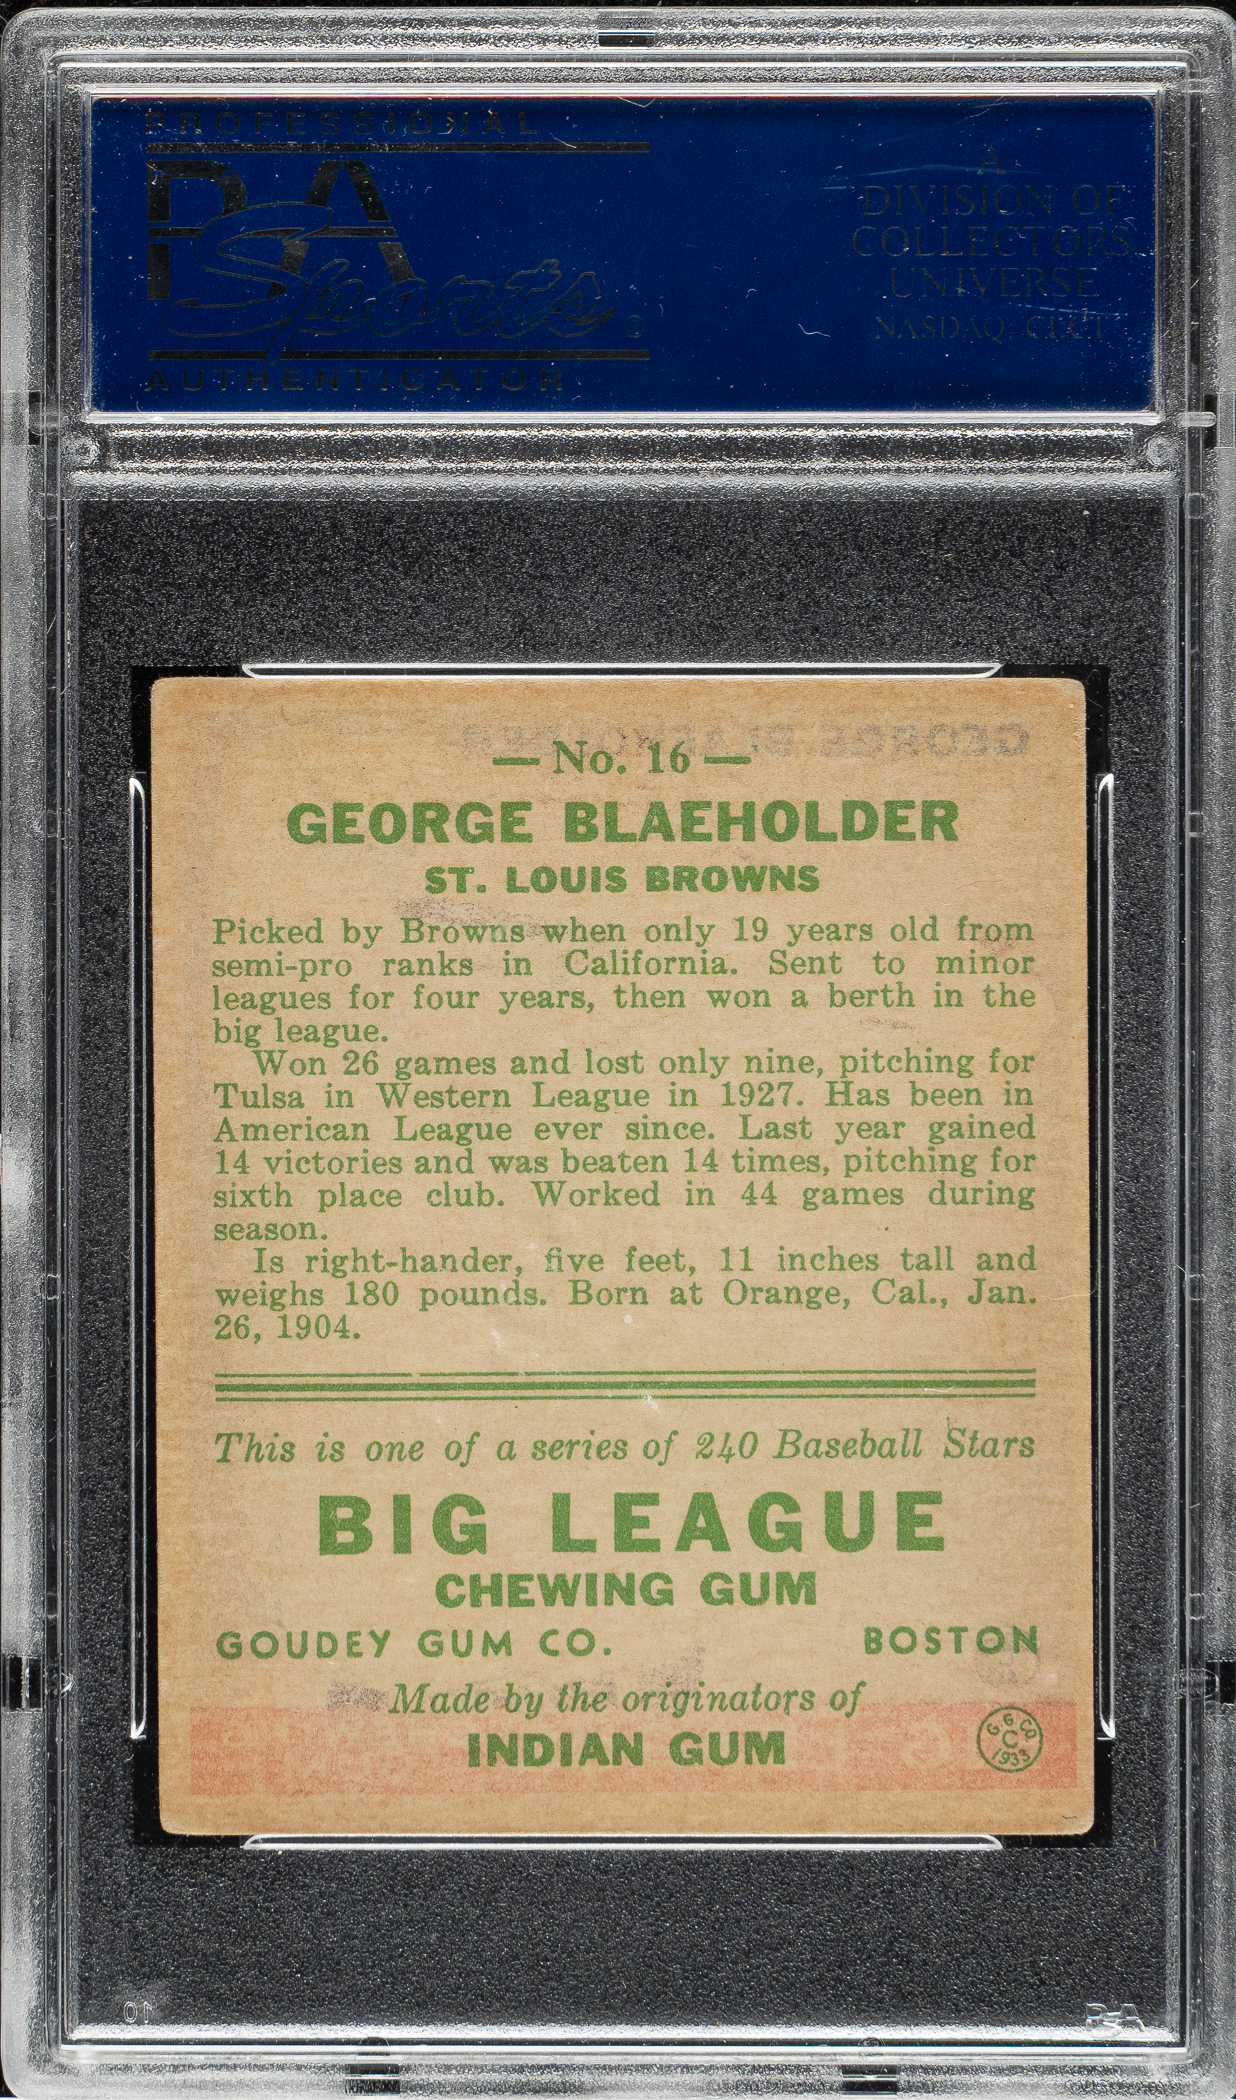 PROFESSIONAL
PSA
Sports ®
AUTHENTICATOR
A
DIVISION OF
COLLECTORS
UNIVERSE
NASDAQ: CLCT
GEORGE BLAEHOLDER
— No. 16 —
GEORGE BLAEHOLDER
ST. LOUIS BROWNS
Picked by Browns when only 19 years old from
semi-pro ranks in California. Sent to minor
leagues for four years, then won a berth in the
big league.
Won 26 games and lost only nine, pitching for
Tulsa in Western League in 1927. Has been in
American League ever since. Last year gained
14 victories and was beaten 14 times, pitching for
sixth place club. Worked in 44 games during
season.
Is right-hander, five feet, 11 inches tall and
weighs 180 pounds. Born at Orange, Cal., Jan.
26, 1904.
This is one of a series of 240 Baseball Stars
BIG LEAGUE
CHEWING GUM
GOUDEY GUM CO. BOSTON
Made by the originators of
INDIAN GUM
G. G. CO.
C
1933
10
PSA